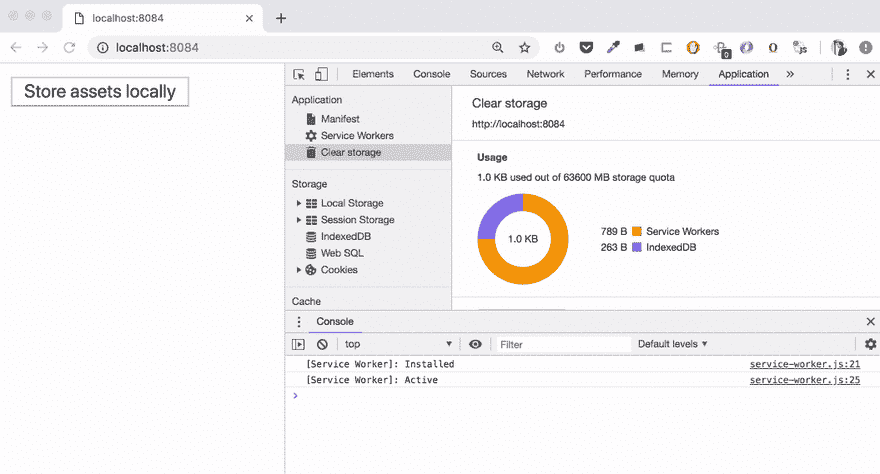 localhost:8084
localhost:8084
0
JS
Store assets locally
Elements Console Sources Network Performance Memory Application »
Application
Manifest
Service Workers
Clear storage
Storage
Local Storage
Session Storage
IndexedDB
Web SQL
Cookies
Cache
Clear storage
http://localhost:8084
Usage
1.0 KB used out of 63600 MB storage quota
1.0 KB
789 B Service Workers
263 B IndexedDB
Console
top Filter Default levels
[Service Worker]: Installed service-worker.js:21
[Service Worker]: Active service-worker.js:25
>